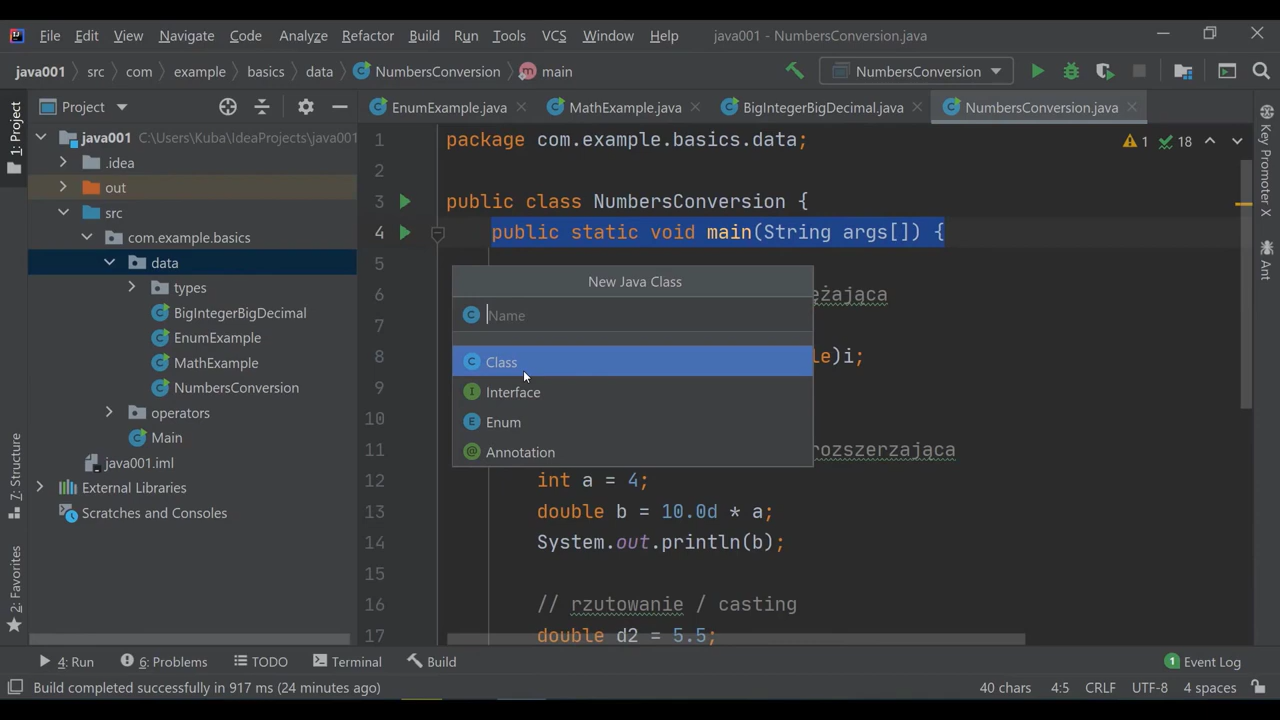 File Edit View Navigate Code Analyze Refactor Build Run Tools VCS Window Help java001 - NumbersConversion.java
java001 src com example basics data NumbersConversion main NumbersConversion
1: Project
7: Structure
2: Favorites
Project
java001 C:\Users\Kuba\IdeaProjects\java001
.idea
out
src
com.example.basics
data
types
BigIntegerBigDecimal
EnumExample
MathExample
NumbersConversion
operators
Main
java001.iml
External Libraries
Scratches and Consoles
EnumExample.java MathExample.java BigIntegerBigDecimal.java NumbersConversion.java
1 package com.example.basics.data;
1 18
2
3 public class NumbersConversion {
4 public static void main(String args[]) {
5
6 ężająca
7
8 le)i;
9
10
11 rozszerzająca
12 int a = 4;
13 double b = 10.0d * a;
14 System.out.println(b);
15
16 // rzutowanie / casting
17 double d2 = 5.5;
New Java Class
Name
Class
Interface
Enum
Annotation
Key Promoter X
Ant
4: Run 6: Problems TODO Terminal Build 1 Event Log
Build completed successfully in 917 ms (24 minutes ago) 40 chars 4:5 CRLF UTF-8 4 spaces